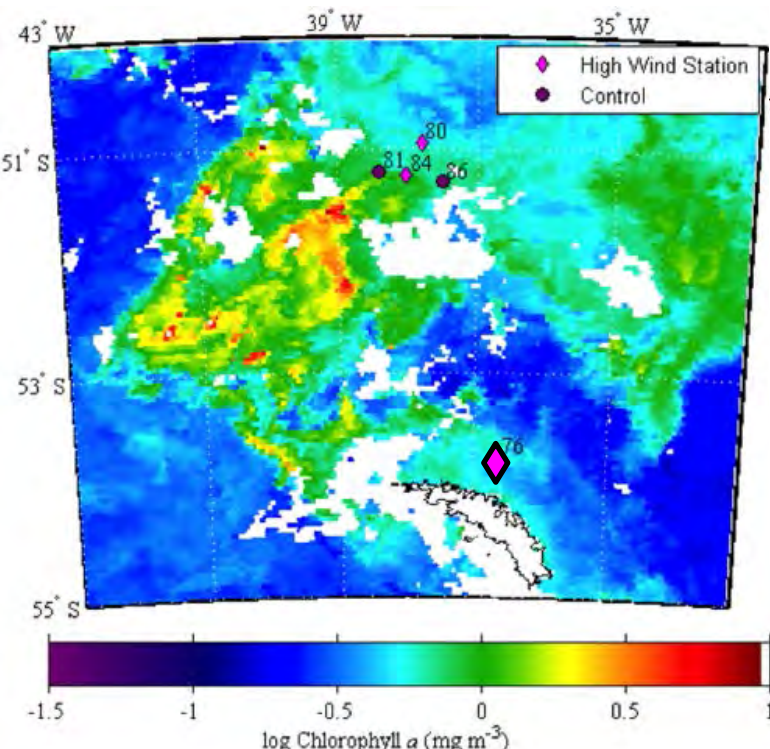 43° W
39° W
35° W
High Wind Station
Control
80
51° S
81
84
86
53° S
76
55° S
-1.5
-1
-0.5
0
0.5
1
log Chlorophyll a (mg m-3)